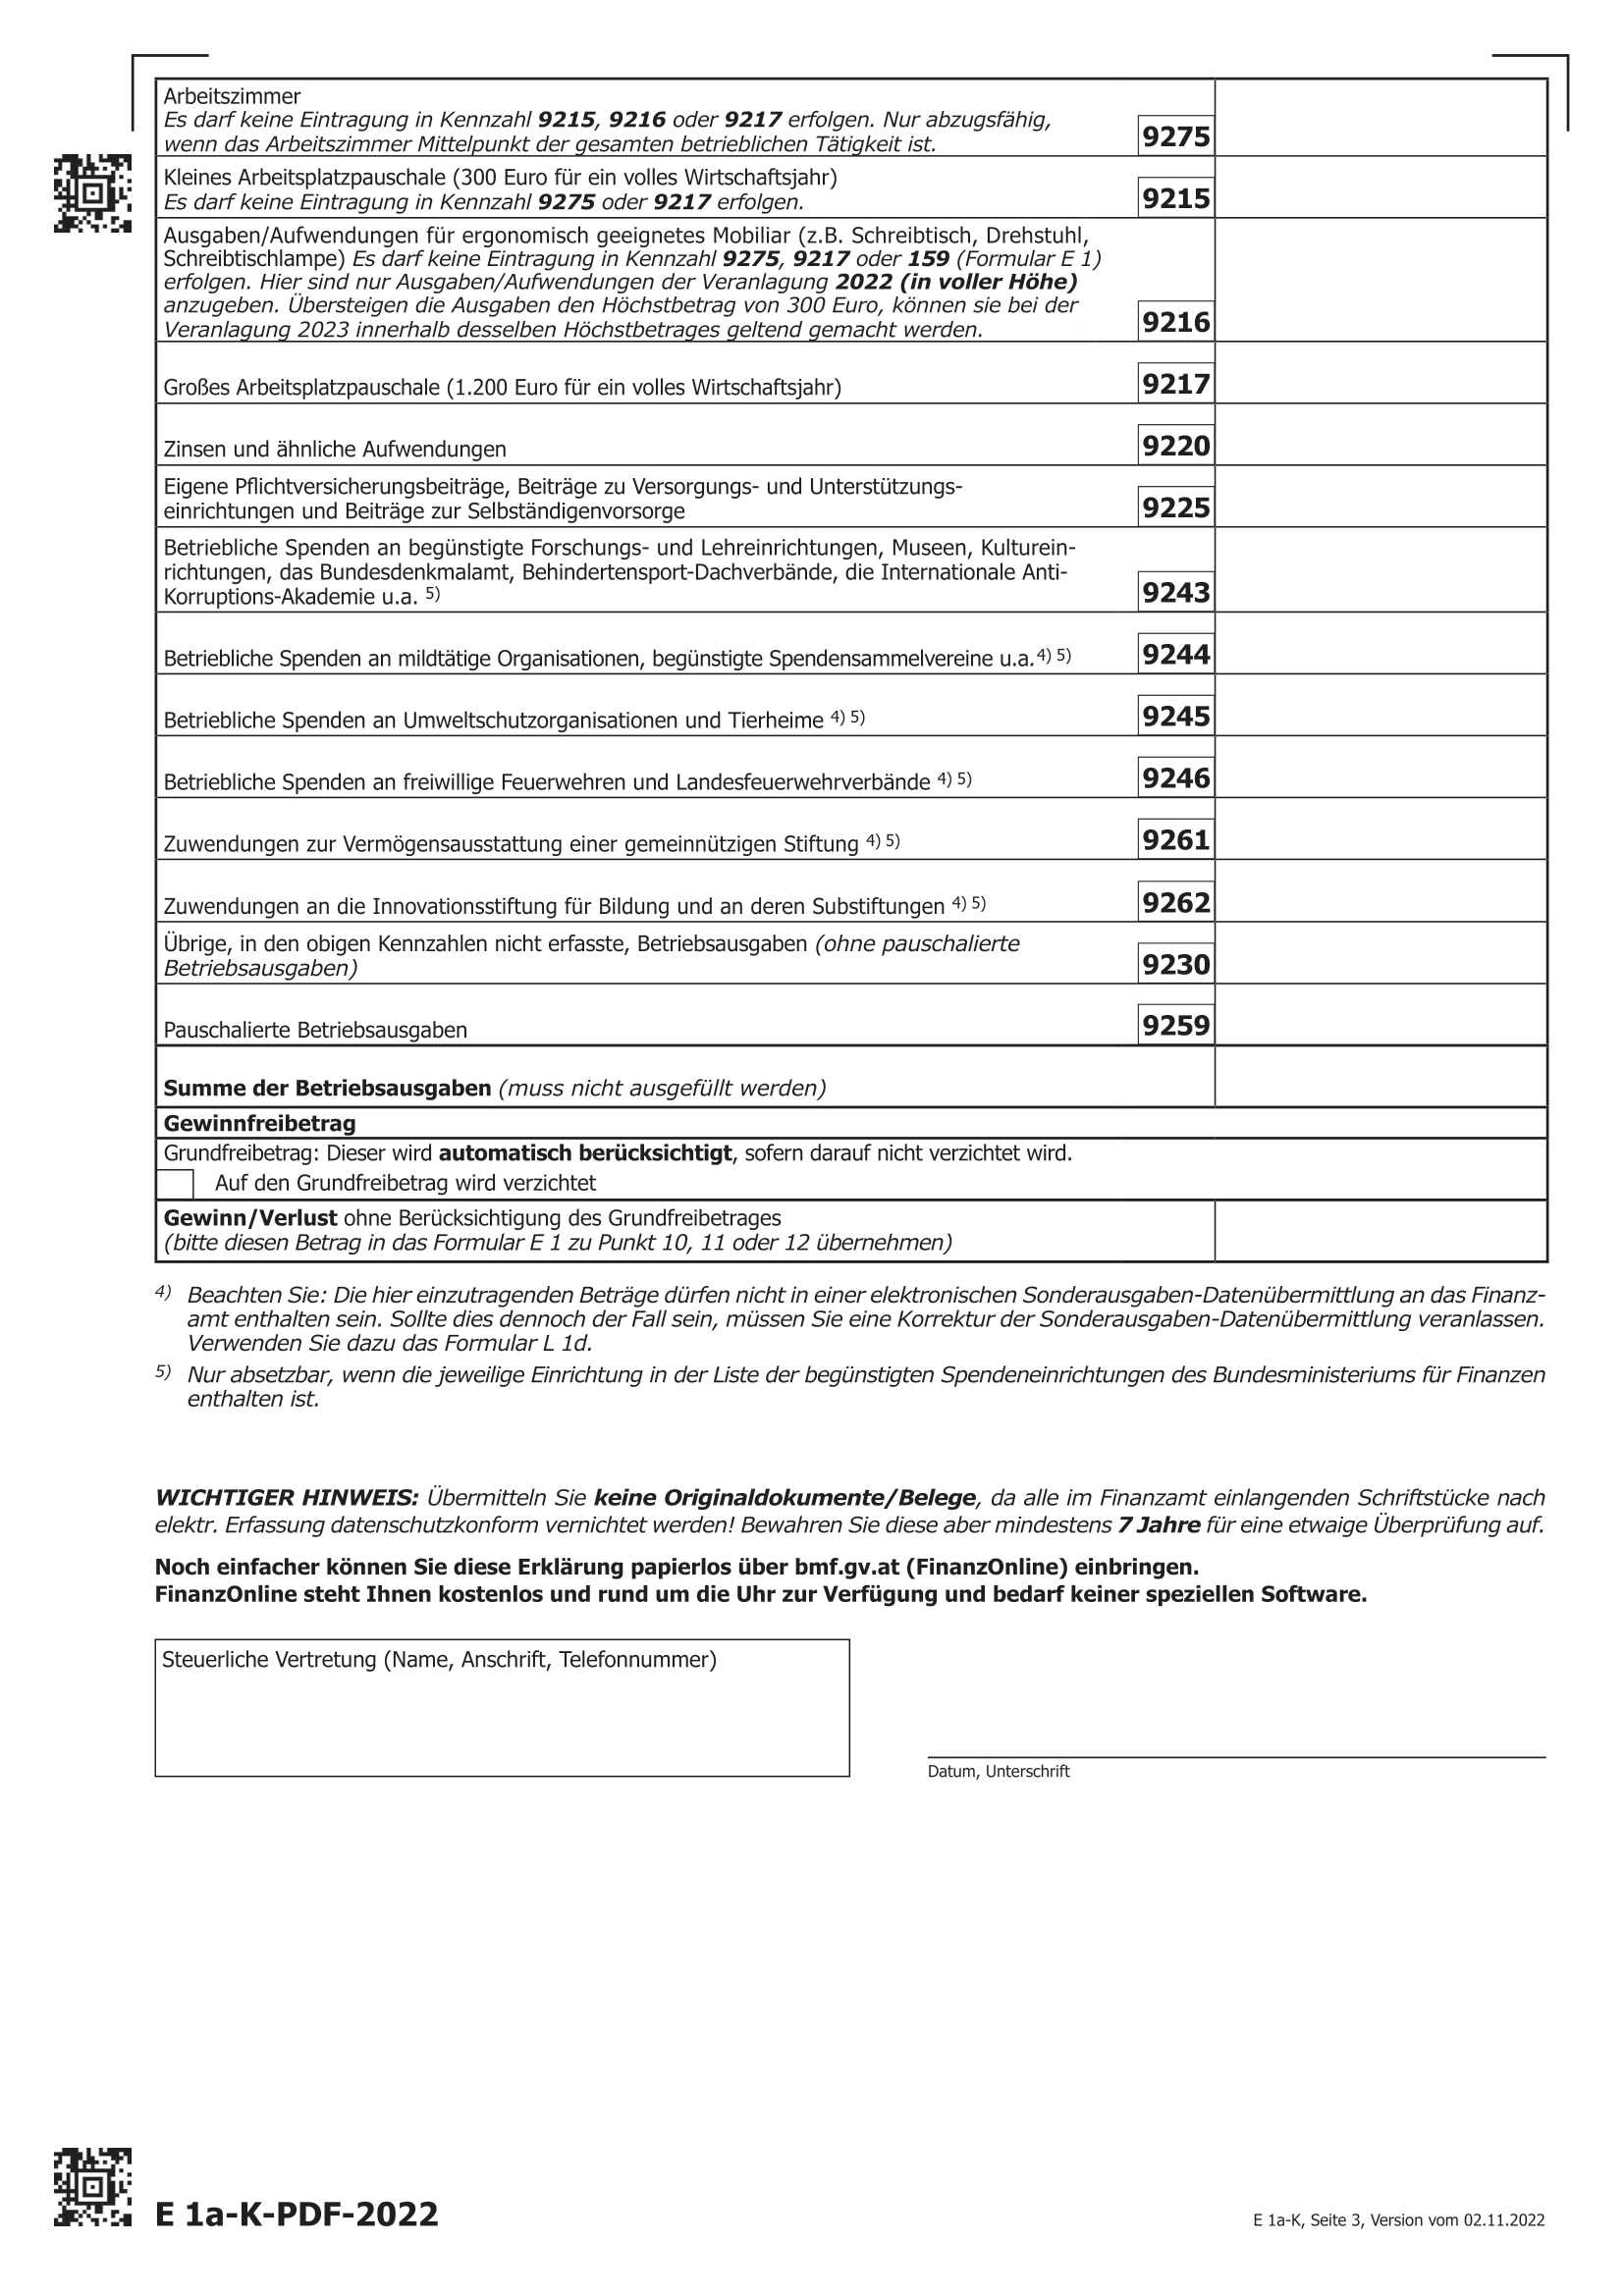 Arbeitszimmer
Es darf keine Eintragung in Kennzahl 9215, 9216 oder 9217 erfolgen. Nur abzugsfähig,
wenn das Arbeitszimmer Mittelpunkt der gesamten betrieblichen Tätigkeit ist.
9275
Kleines Arbeitsplatzpauschale (300 Euro für ein volles Wirtschaftsjahr)
Es darf keine Eintragung in Kennzahl 9275 oder 9217 erfolgen.
9215
Ausgaben/Aufwendungen für ergonomisch geeignetes Mobiliar (z.B. Schreibtisch, Drehstuhl,
Schreibtischlampe) Es darf keine Eintragung in Kennzahl 9275, 9217 oder 159 (Formular E 1)
erfolgen. Hier sind nur Ausgaben/Aufwendungen der Veranlagung 2022 (in voller Höhe)
anzugeben. Übersteigen die Ausgaben den Höchstbetrag von 300 Euro, können sie bei der
Veranlagung 2023 innerhalb desselben Höchstbetrages geltend gemacht werden.
9216
Großes Arbeitsplatzpauschale (1.200 Euro für ein volles Wirtschaftsjahr)
9217
Zinsen und ähnliche Aufwendungen
9220
Eigene Pflichtversicherungsbeiträge, Beiträge zu Versorgungs- und Unterstützungs-
einrichtungen und Beiträge zur Selbständigenvorsorge
9225
Betriebliche Spenden an begünstigte Forschungs- und Lehreinrichtungen, Museen, Kulturein-
richtungen, das Bundesdenkmalamt, Behindertensport-Dachverbände, die Internationale Anti-
Korruptions-Akademie u.a. 5)
9243
Betriebliche Spenden an mildtätige Organisationen, begünstigte Spendensammelvereine u.a.4) 5)
9244
Betriebliche Spenden an Umweltschutzorganisationen und Tierheime 4) 5)
9245
Betriebliche Spenden an freiwillige Feuerwehren und Landesfeuerwehrverbände 4) 5)
9246
Zuwendungen zur Vermögensausstattung einer gemeinnützigen Stiftung 4) 5)
9261
Zuwendungen an die Innovationsstiftung für Bildung und an deren Substiftungen 4) 5)
9262
Übrige, in den obigen Kennzahlen nicht erfasste, Betriebsausgaben (ohne pauschalierte
Betriebsausgaben)
9230
Pauschalierte Betriebsausgaben
9259
Summe der Betriebsausgaben (muss nicht ausgefüllt werden)
Gewinnfreibetrag
Grundfreibetrag: Dieser wird automatisch berücksichtigt, sofern darauf nicht verzichtet wird.
Auf den Grundfreibetrag wird verzichtet
Gewinn/Verlust ohne Berücksichtigung des Grundfreibetrages
(bitte diesen Betrag in das Formular E 1 zu Punkt 10, 11 oder 12 übernehmen)
4) Beachten Sie: Die hier einzutragenden Beträge dürfen nicht in einer elektronischen Sonderausgaben-Datenübermittlung an das Finanz-
amt enthalten sein. Sollte dies dennoch der Fall sein, müssen Sie eine Korrektur der Sonderausgaben-Datenübermittlung veranlassen.
Verwenden Sie dazu das Formular L 1d.
5) Nur absetzbar, wenn die jeweilige Einrichtung in der Liste der begünstigten Spendeneinrichtungen des Bundesministeriums für Finanzen
enthalten ist.
WICHTIGER HINWEIS: Übermitteln Sie keine Originaldokumente/Belege, da alle im Finanzamt einlangenden Schriftstücke nach
elektr. Erfassung datenschutzkonform vernichtet werden! Bewahren Sie diese aber mindestens 7 Jahre für eine etwaige Überprüfung auf.
Noch einfacher können Sie diese Erklärung papierlos über bmf.gv.at (FinanzOnline) einbringen.
FinanzOnline steht Ihnen kostenlos und rund um die Uhr zur Verfügung und bedarf keiner speziellen Software.
Steuerliche Vertretung (Name, Anschrift, Telefonnummer)
Datum, Unterschrift
E 1a-K-PDF-2022
E 1a-K, Seite 3, Version vom 02.11.2022